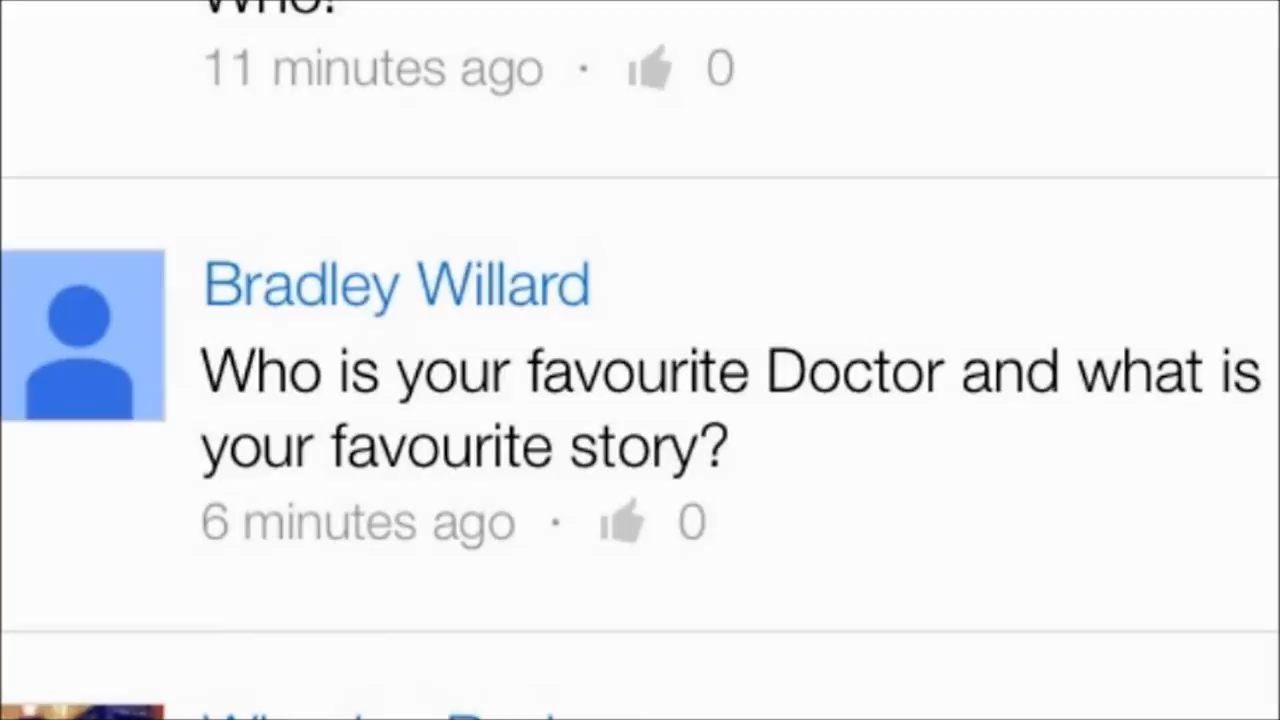 11 minutes ago · 0
Bradley Willard
Who is your favourite Doctor and what is
your favourite story?
6 minutes ago · 0